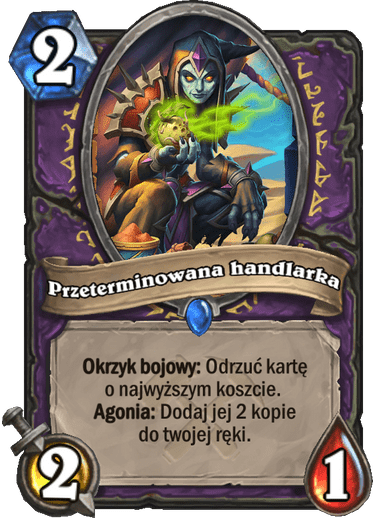 2
Przeterminowana handlarka
Okrzyk bojowy: Odrzuć kartę
o najwyższym koszcie.
Agonia: Dodaj jej 2 kopie
do twojej ręki.
2
1